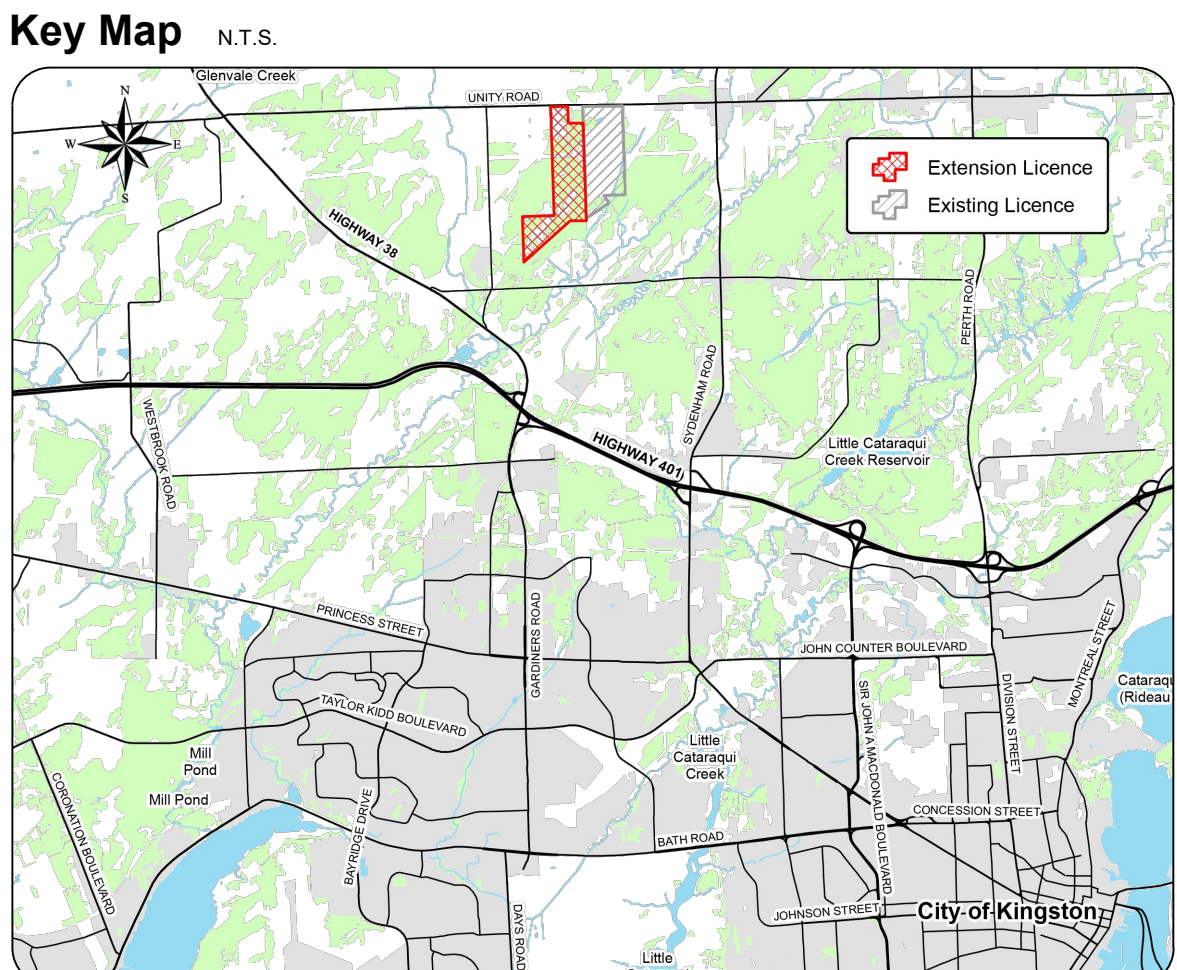 Key Map N.T.S.
Glenvale Creek
UNITY ROAD
N
W E
S
Extension Licence
Existing Licence
HIGHWAY 38
PERTH ROAD
SYDENHAM ROAD
WESTBROOK ROAD
HIGHWAY 401
Little Cataraqui
Creek Reservoir
PRINCESS STREET
GARDINERS ROAD
JOHN COUNTER BOULEVARD
MONTREAL STREET
Cataraqu
(Rideau
TAYLOR KIDD BOULEVARD
SIR JOHN A MACDONALD BOULEVARD
DIVISION STREET
Mill
Pond
Little
Cataraqui
Creek
CORONATION BOULEVARD
Mill Pond
BAYRIDGE DRIVE
CONCESSION STREET
BATH ROAD
DAYS ROAD
JOHNSON STREET
City of Kingston
Little